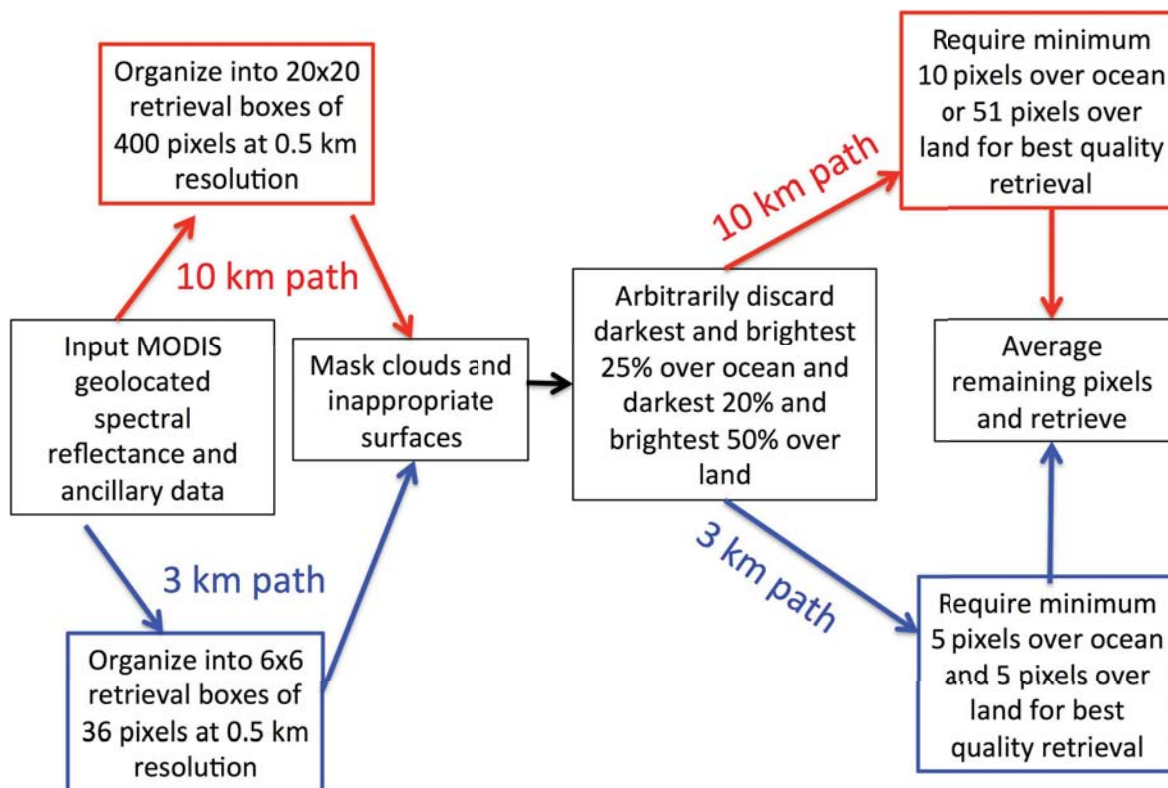 Organize into 20x20
retrieval boxes of
400 pixels at 0.5 km
resolution
10 km path
Input MODIS
geolocated
spectral
reflectance and
ancillary data
3 km path
Organize into 6x6
retrieval boxes of
36 pixels at 0.5 km
resolution
Mask clouds and
inappropriate
surfaces
Arbitrarily discard
darkest and brightest
25% over ocean and
darkest 20% and
brightest 50% over
land
10 km path
Require minimum
10 pixels over ocean
or 51 pixels over
land for best quality
retrieval
3 km path
Require minimum
5 pixels over ocean
and 5 pixels over
land for best
quality retrieval
Average
remaining pixels
and retrieve